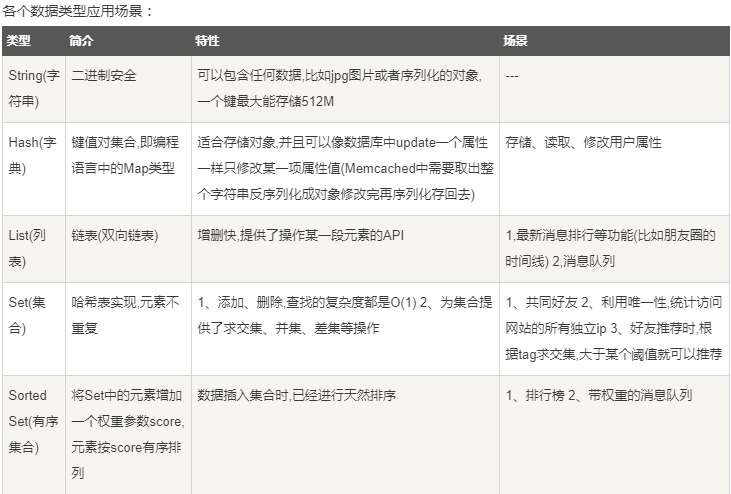 各个数据类型应用场景：
类型 简介 特性 场景
String(字符串) 二进制安全 可以包含任何数据,比如jpg图片或者序列化的对象,一个键最大能存储512M ---
Hash(字典) 键值对集合,即编程语言中的Map类型 适合存储对象,并且可以像数据库中update一个属性一样只修改某一项属性值(Memcached中需要取出整个字符串反序列化成对象修改完再序列化存回去) 存储、读取、修改用户属性
List(列表) 链表(双向链表) 增删快,提供了操作某一段元素的API 1,最新消息排行等功能(比如朋友圈的时间线) 2,消息队列
Set(集合) 哈希表实现,元素不重复 1、添加、删除,查找的复杂度都是O(1) 2、为集合提供了求交集、并集、差集等操作 1、共同好友 2、利用唯一性,统计访问网站的所有独立ip 3、好友推荐时,根据tag求交集,大于某个阈值就可以推荐
Sorted Set(有序集合) 将Set中的元素增加一个权重参数score,元素按score有序排列 数据插入集合时,已经进行天然排序 1、排行榜 2、带权重的消息队列